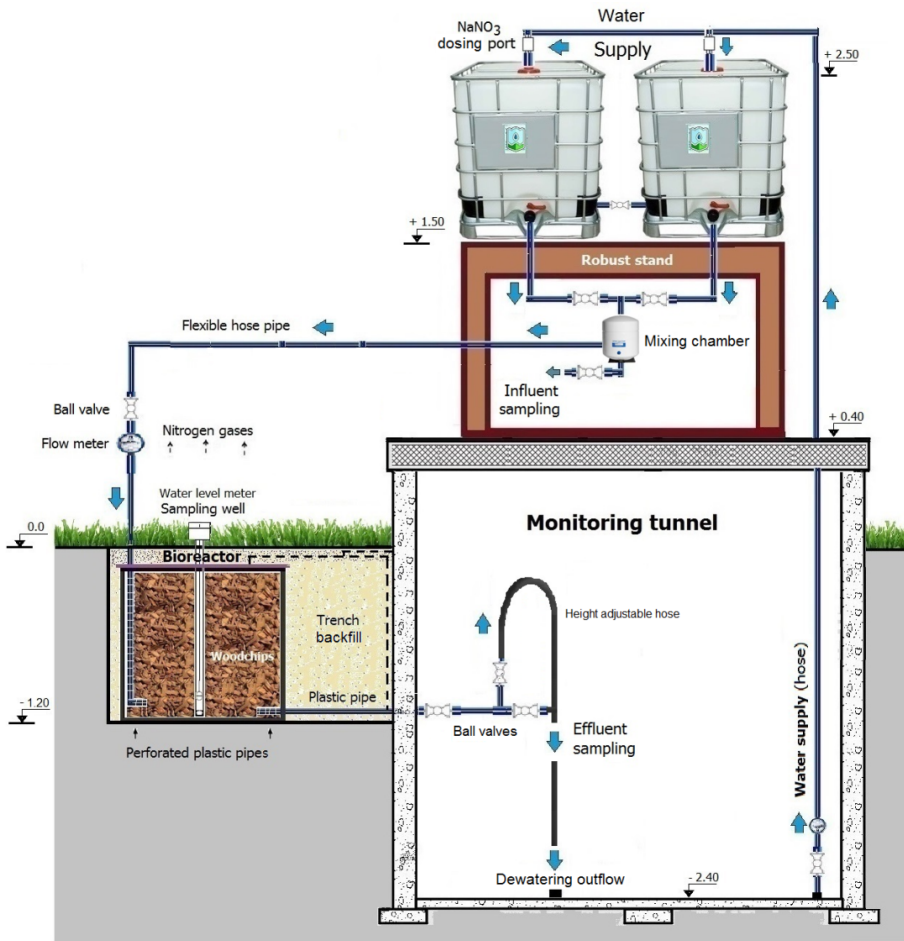 Water
NaNO3
dosing port
Supply
+ 2.50
+ 1.50
Robust stand
Flexible hose pipe
Mixing chamber
Influent
sampling
Ball valve
+ 0.40
Flow meter
Nitrogen gases
Water level meter
Sampling well
0.0
Monitoring tunnel
Bioreactor
Height adjustable hose
Trench
backfill
Woodchips
Plastic pipe
- 1.20
Ball valves
Effluent
sampling
Perforated plastic pipes
Water supply (hose)
Dewatering outflow
- 2.40